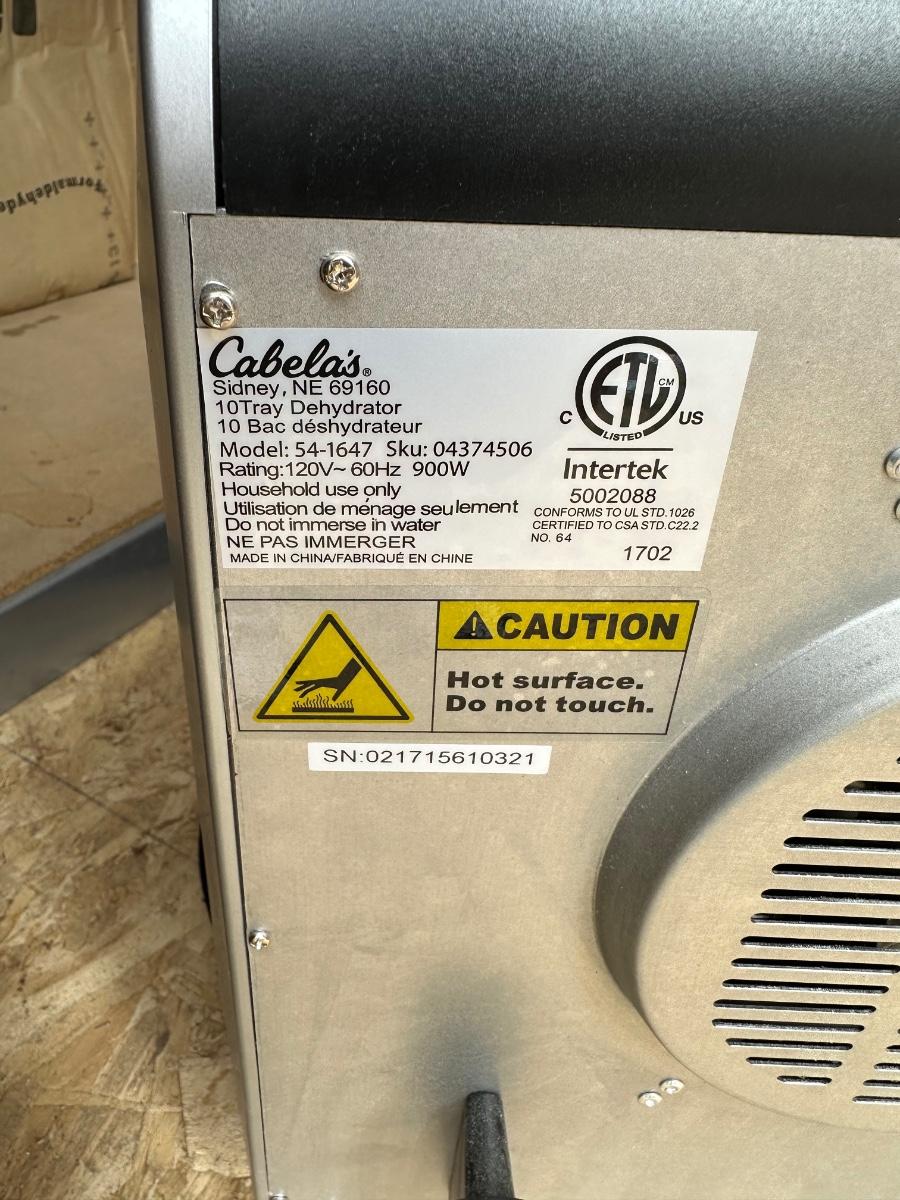 Formaldehyde
Cabela's®
Sidney, NE 69160
10Tray Dehydrator
10 Bac déshydrateur
Model: 54-1647 Sku: 04374506
Rating:120V~ 60Hz 900W
Household use only
Utilisation de ménage seulement
Do not immerse in water
NE PAS IMMERGER
MADE IN CHINA/FABRIQUÉ EN CHINE
ETL CM
C US
LISTED
Intertek
5002088
CONFORMS TO UL STD.1026
CERTIFIED TO CSA STD.C22.2
NO. 64
1702
CAUTION
Hot surface.
Do not touch.
SN:021715610321